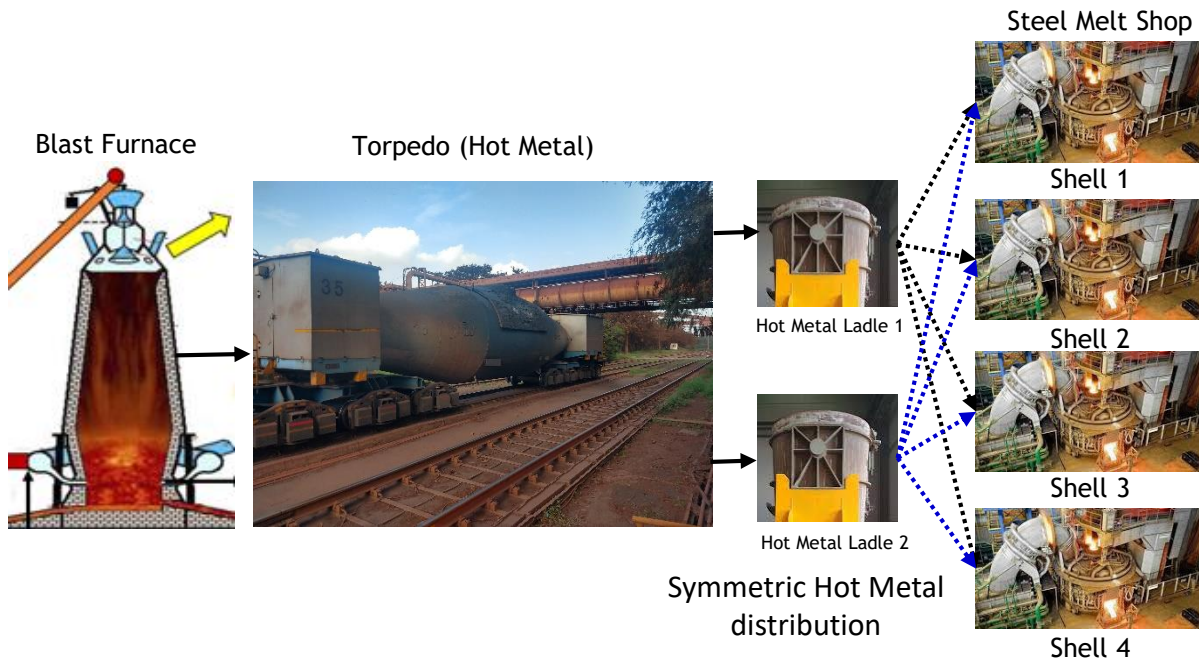 Steel Melt Shop
Blast Furnace
Torpedo (Hot Metal)
35
Hot Metal Ladle 1
Hot Metal Ladle 2
Symmetric Hot Metal
distribution
Shell 1
Shell 2
Shell 3
Shell 4